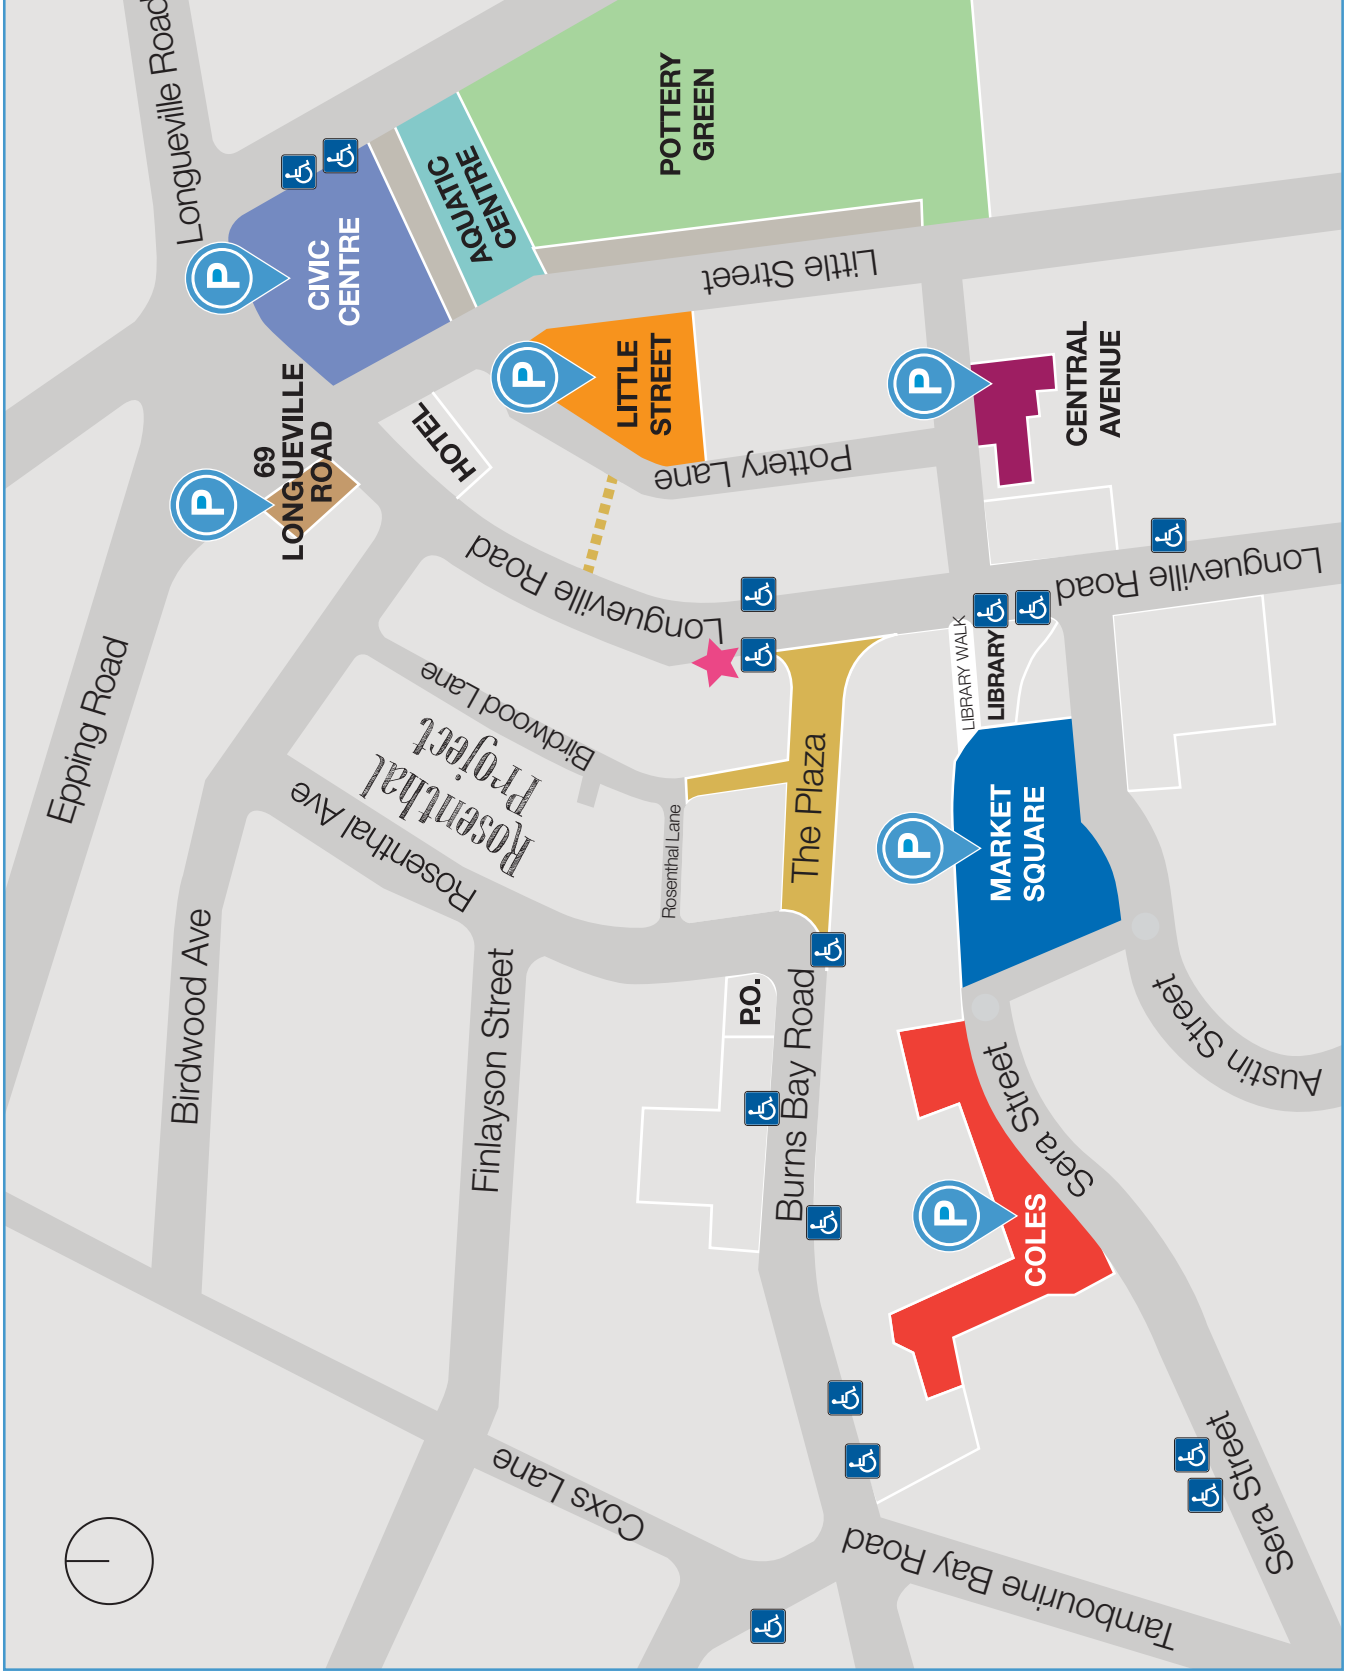 Longueville Road
P
CIVIC
CENTRE
AQUATIC
CENTRE
POTTERY
GREEN
Little Street
P
69
LONGUEVILLE
ROAD
HOTEL
P
LITTLE
STREET
Pottery Lane
P
CENTRAL
AVENUE
Longueville Road
Longueville Road
Epping Road
Birdwood Lane
Rosenthal
Project
Rosenthal Ave
Rosenthal Lane
The Plaza
LIBRARY WALK
LIBRARY
P
MARKET
SQUARE
Birdwood Ave
Finlayson Street
P.O.
Burns Bay Road
Austin Street
Sera Street
P
COLES
Coxs Lane
Tambourine Bay Road
Sera Street